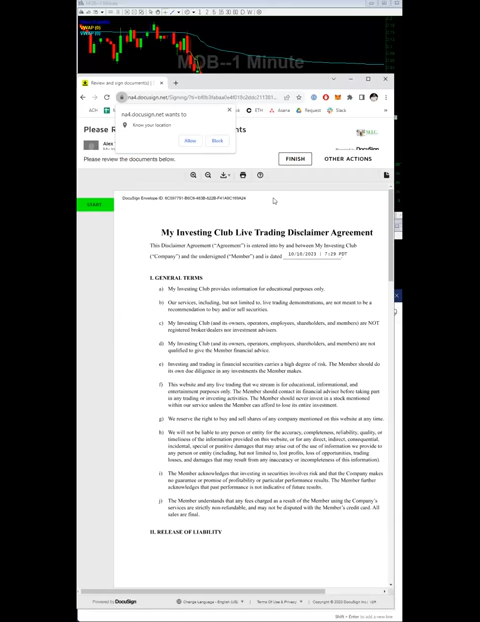 MDB--1 Minute
VWAP (0)
VWAP (0)
MDB--1 Minute
Review and sign document(s) |
na4.docusign.net wants to
Know your location
Allow
Block
ACH
ETH
Arona
Please R
ents
Please review the documents below.
FINISH
OTHER ACTIONS
START
My Investing Club Live Trading Disclaimer Agreement
This Disclaimer Agreement ("Agreement") is entered into by and between My Investing Club
("Company") and the undersigned ("Member") and is dated 10/18/2023 | 7:29 PDT
I. GENERAL TERMS
a) My Investing Club provides information for educational purposes only.
b) Our services, including, but not limited to, live trading demonstrations, are not meant to be a
recommendation to buy and/or sell securities.
c) My Investing Club (and its owners, operators, employees, shareholders, and members) are NOT
registered broker/dealers nor investment advisers.
d) My Investing Club (and its owners, operators, employees, shareholders, and members) are not
qualified to give the Member financial advice.
e) Investing and trading in financial securities carries a high degree of risk. The Member should do
its own due diligence in any investments the Member makes.
f) This website and any live trading that we stream is for educational, informational, and
entertainment purposes only. The Member should contact its financial adviser before taking part
in any trading or investing activities. The Member should never invest in a stock mentioned
within our service unless the Member can afford to lose its entire investment.
g) We reserve the right to buy and sell shares of any company mentioned on this website at any time.
h) We will not be liable to any person or entity for the accuracy, completeness, reliability, quality, or
timeliness of the information provided on this website, or for any direct, indirect, consequential,
incidental, special or punitive damages that may arise out of the use of information we provide to
any person or entity (including, but not limited to, lost profits, loss of opportunities, trading
losses, and damages that may result from any inaccuracy or incompleteness of this information).
i) The Member acknowledges that investing in securities involves risk and that the Company makes
no guarantee or promise of profitability or particular performance results. The Member further
acknowledges that past performance is not indicative of future results.
j) The Member understands that any fees charged as a result of the Member using the Company's
services are strictly non-refundable, and may not be disputed with the Member's credit card. All
sales are final.
II. RELEASE OF LIABILITY
Powered by DocuSign
Change Language - English (US)
Terms Of Use & Privacy
Copyright © 2023 DocuSign Inc.
Shift + Enter to add a new line